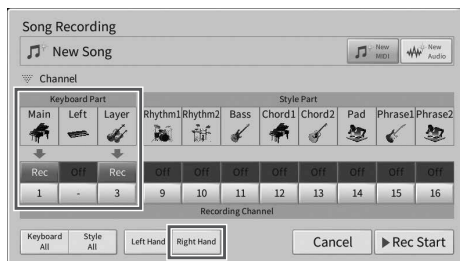 Song Recording
New Song
New MIDI
New Audio
Channel
Keyboard Part
Style Part
Main Left Layer Rhythm1 Rhythm2 Bass Chord1 Chord2 Pad Phrase1 Phrase2
Rec Off Rec Off Off Off Off Off Off Off Off
1 - 3 9 10 11 12 13 14 15 16
Recording Channel
Keyboard All
Style All
Left Hand
Right Hand
Cancel
Rec Start